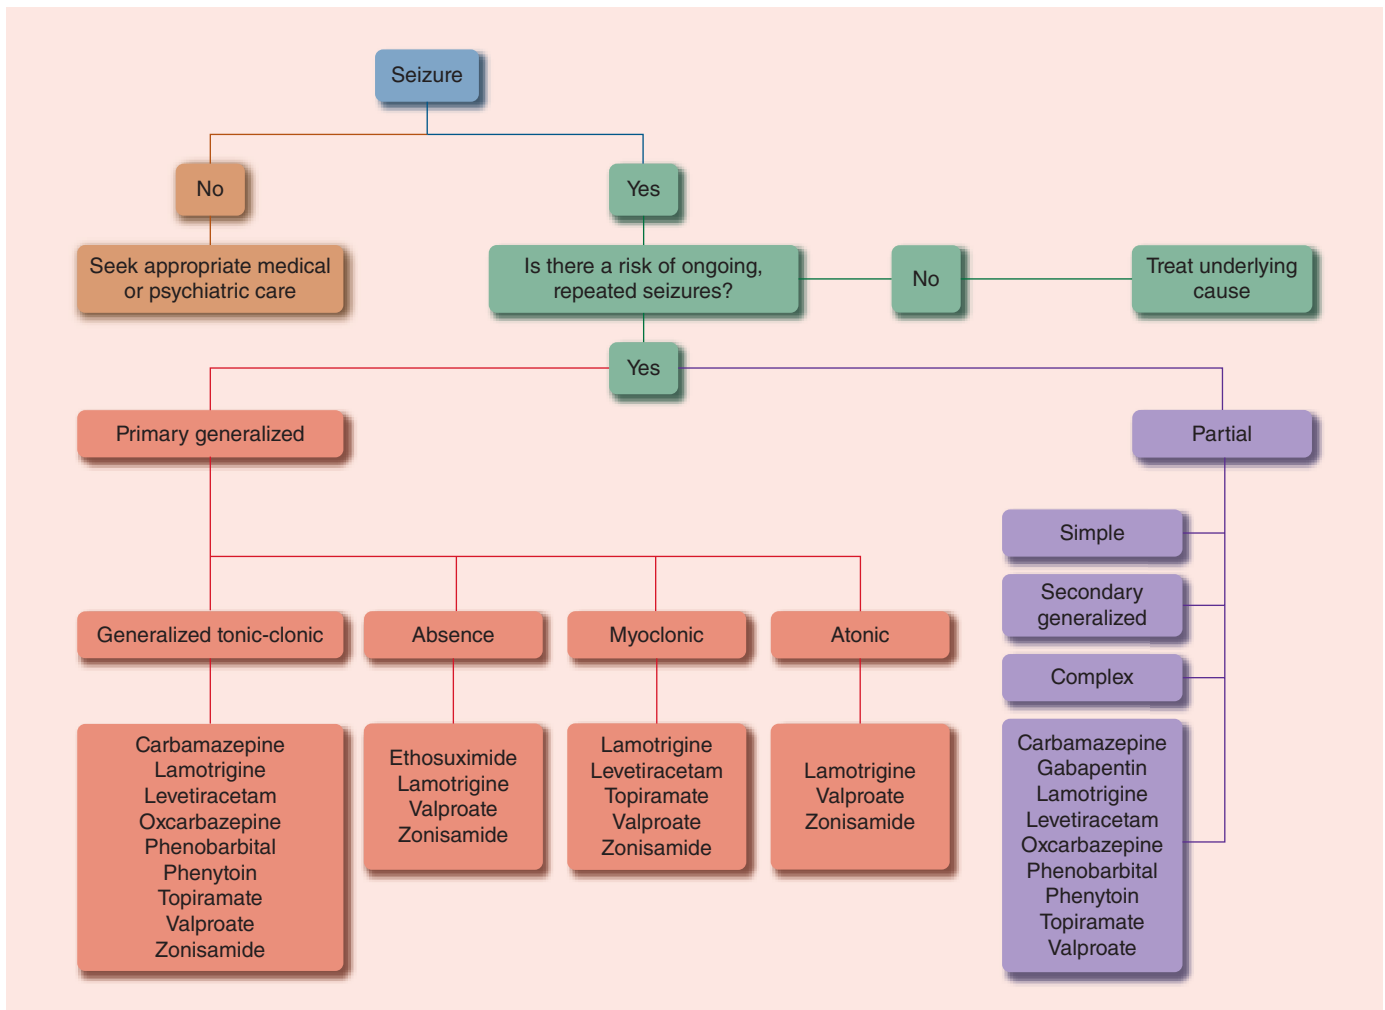 Seizure
No
Yes
Seek appropriate medical
or psychiatric care
Is there a risk of ongoing,
repeated seizures?
No
Treat underlying
cause
Yes
Primary generalized
Partial
Simple
Secondary
generalized
Complex
Generalized tonic-clonic
Absence
Myoclonic
Atonic
Carbamazepine
Lamotrigine
Levetiracetam
Oxcarbazepine
Phenobarbital
Phenytoin
Topiramate
Valproate
Zonisamide
Ethosuximide
Lamotrigine
Valproate
Zonisamide
Lamotrigine
Levetiracetam
Topiramate
Valproate
Zonisamide
Lamotrigine
Valproate
Zonisamide
Carbamazepine
Gabapentin
Lamotrigine
Levetiracetam
Oxcarbazepine
Phenobarbital
Phenytoin
Topiramate
Valproate